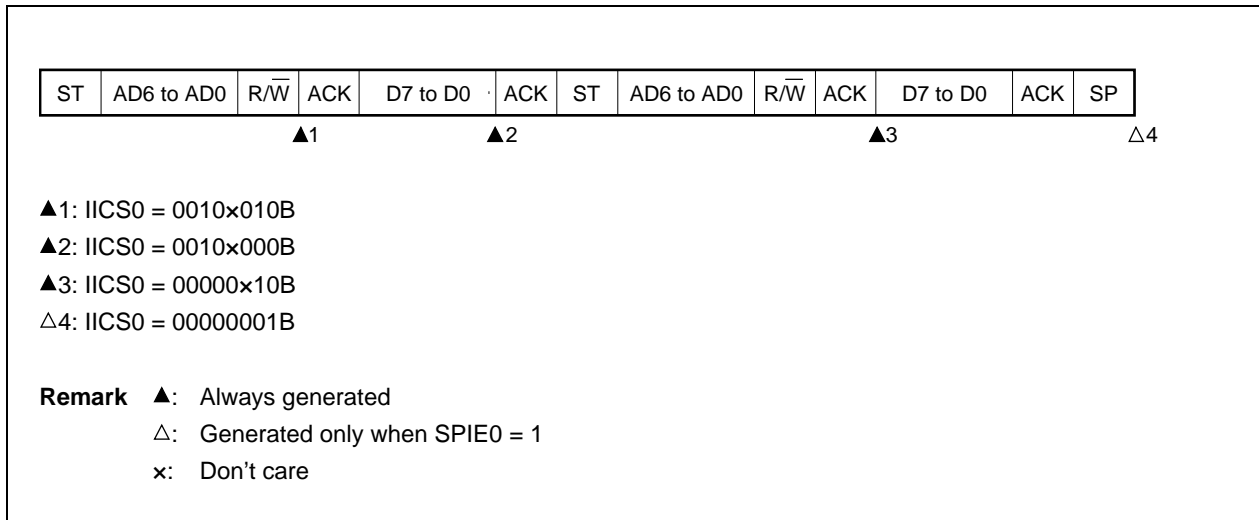 ST AD6 to AD0 R/W̅ ACK D7 to D0 ACK ST AD6 to AD0 R/W̅ ACK D7 to D0 ACK SP
▲1 ▲2 ▲3 △4
▲1: IICS0 = 0010×010B
▲2: IICS0 = 0010×000B
▲3: IICS0 = 00000×10B
△4: IICS0 = 00000001B
Remark ▲: Always generated
△: Generated only when SPIE0 = 1
×: Don't care